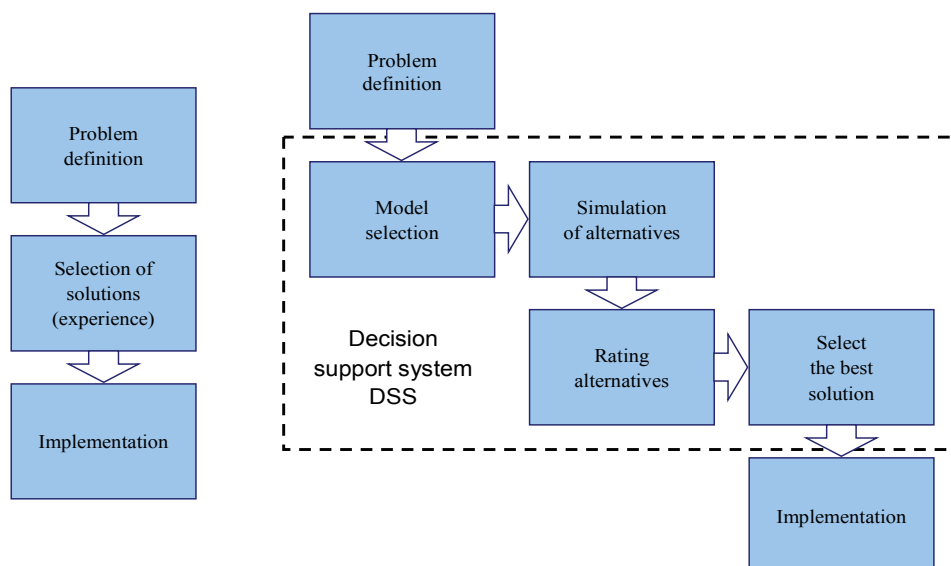 Problem
definition
Selection of
solutions
(experience)
Implementation
Problem
definition
Model
selection
Simulation
of alternatives
Decision
support system
DSS
Rating
alternatives
Select
the best
solution
Implementation